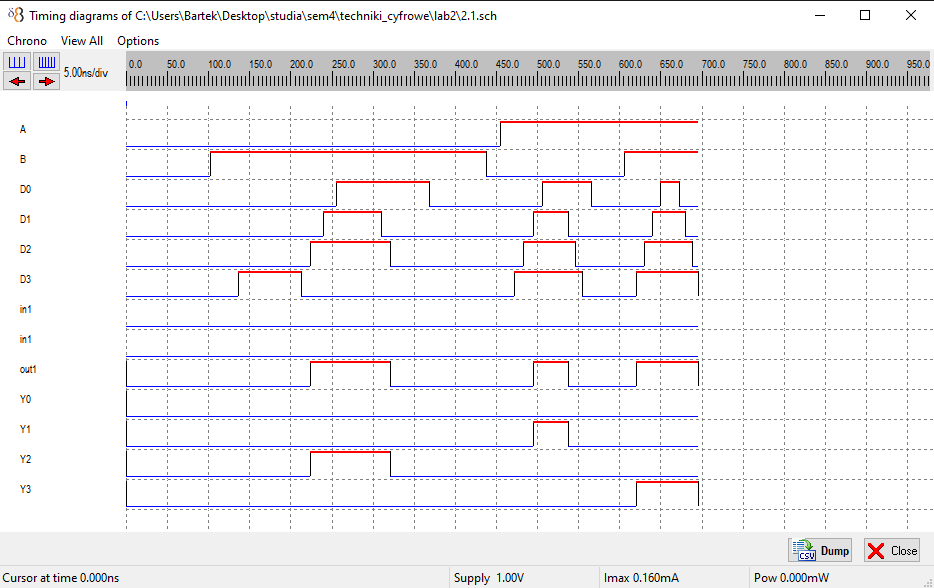 Timing diagrams of C:\Users\Bartek\Desktop\studia\sem4\techniki_cyfrowe\lab2\2.1.sch
Chrono View All Options
5.00ns/div 0.0 50.0 100.0 150.0 200.0 250.0 300.0 350.0 400.0 450.0 500.0 550.0 600.0 650.0 700.0 750.0 800.0 850.0 900.0 950.0
A
B
D0
D1
D2
D3
in1
in1
out1
Y0
Y1
Y2
Y3
CSV Dump Close
Cursor at time 0.000ns Supply 1.00V Imax 0.160mA Pow 0.000mW